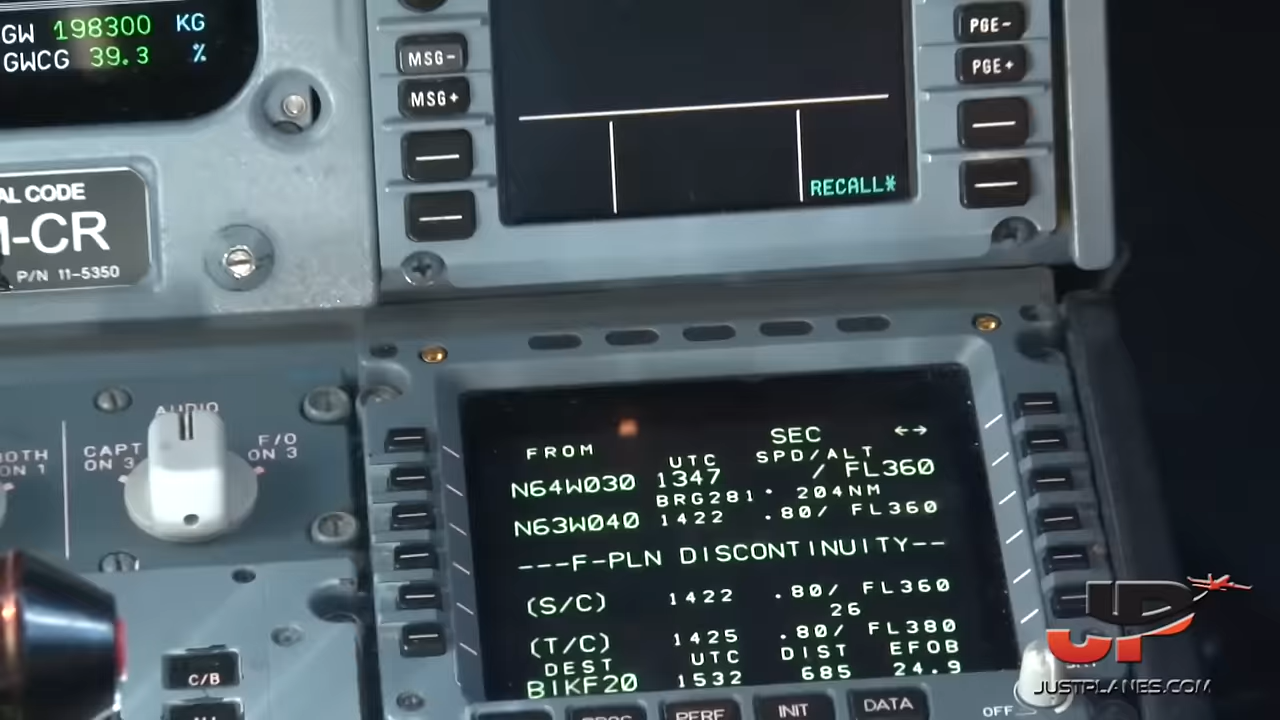 GW 198300 KG
GWCG 39.3 %
MSG-
MSG+
PGE-
PGE+
RECALL*
AL CODE
-CR
P/N 11-5350
AUDIO
CAPT
ON 3
F/O
ON 3
OTH
ON 1
C/B
SEC ←→
FROM UTC SPD/ALT
N64W030 1347 / FL360
BRG281° 204NM
N63W040 1422 .80/ FL360
---F-PLN DISCONTINUITY--
(S/C) 1422 .80/ FL360
26
(T/C) 1425 .80/ FL380
DEST UTC DIST EFOB
BIKF20 1532 685 24.9
PERF
INIT
DATA
OFF
JP
JUSTPLANES.COM